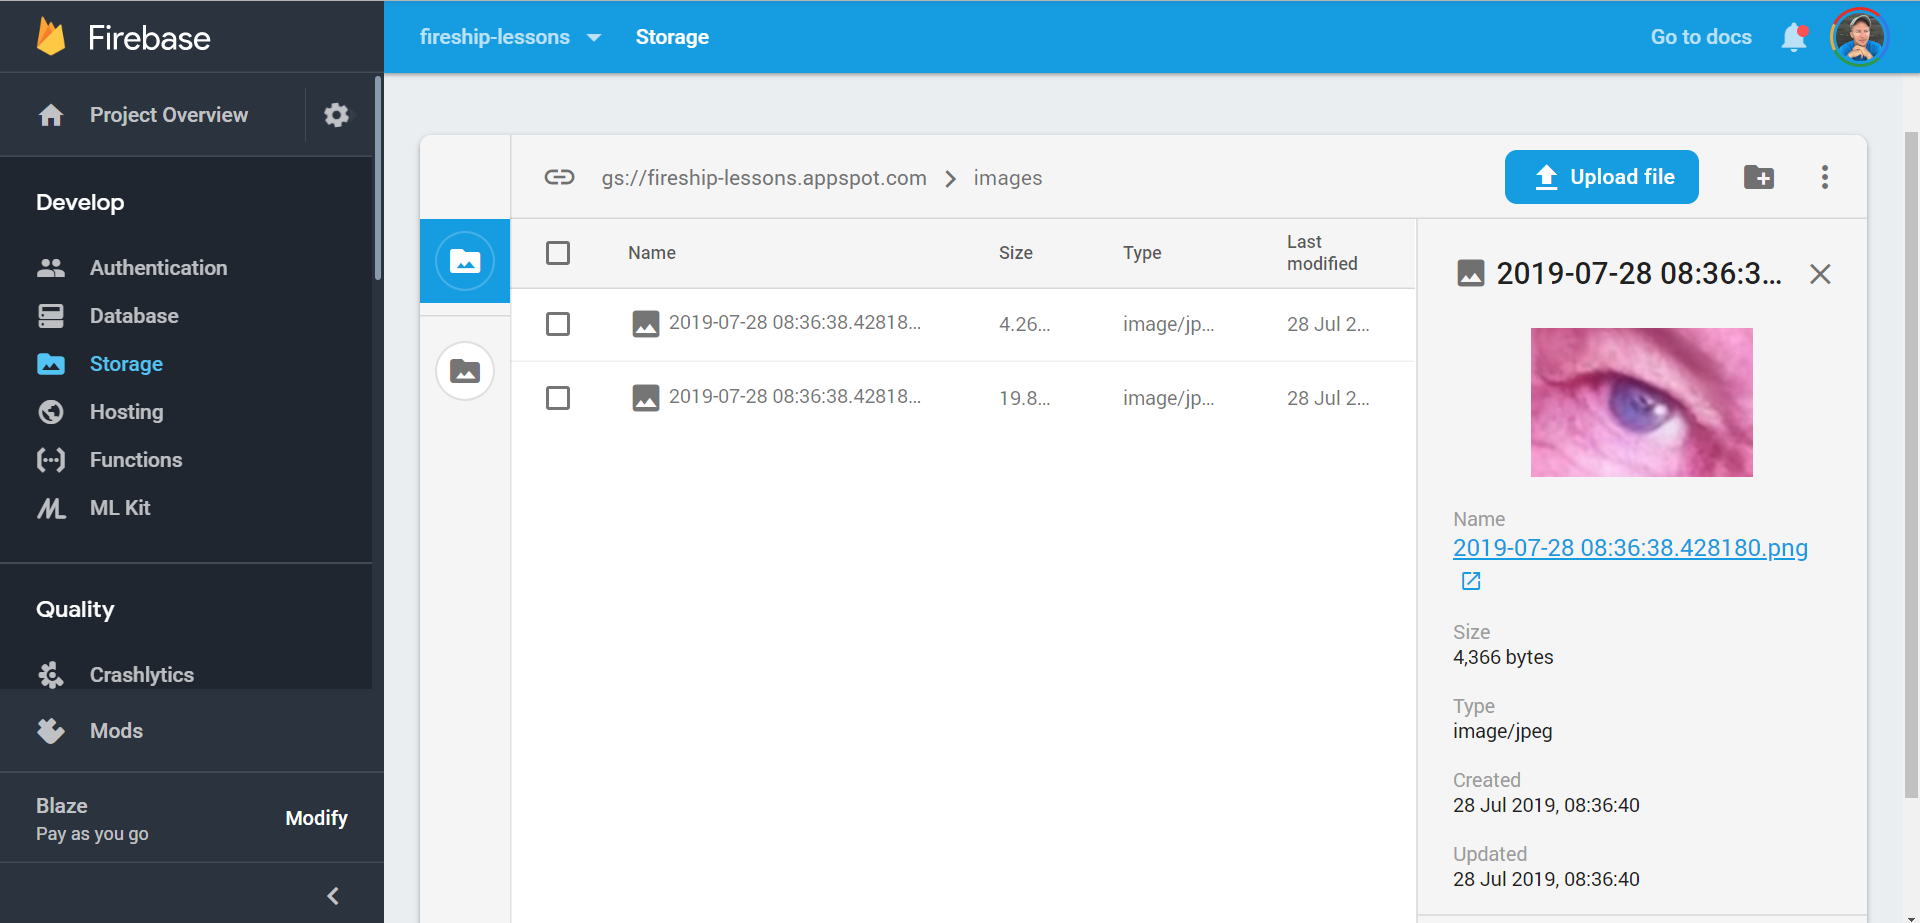 Firebase
fireship-lessons
Storage
Go to docs
Project Overview
Develop
Authentication
Database
Storage
Hosting
Functions
ML Kit
Quality
Crashlytics
Mods
Blaze
Pay as you go
Modify
gs://fireship-lessons.appspot.com
images
Upload file
Name
Size
Type
Last
modified
2019-07-28 08:36:38.42818...
4.26...
image/jp...
28 Jul 2...
2019-07-28 08:36:38.42818...
19.8...
image/jp...
28 Jul 2...
2019-07-28 08:36:3...
Name
2019-07-28 08:36:38.428180.png
Size
4,366 bytes
Type
image/jpeg
Created
28 Jul 2019, 08:36:40
Updated
28 Jul 2019, 08:36:40